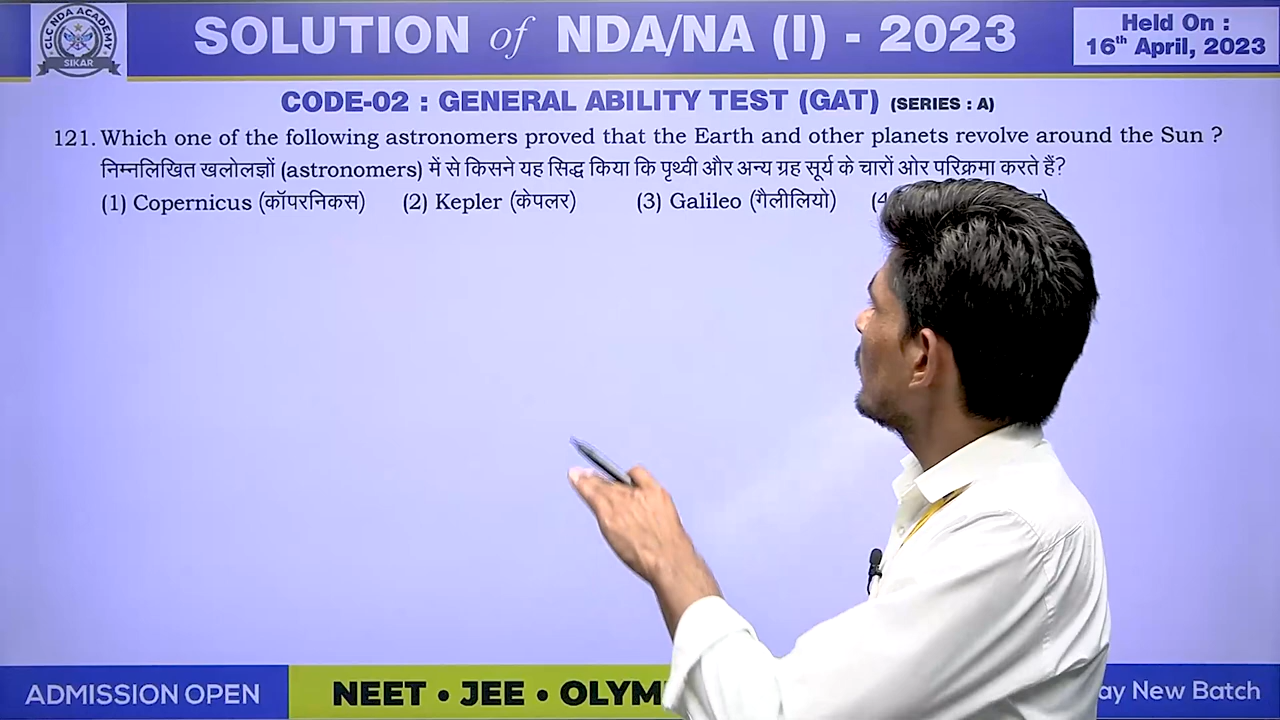 CLC NDA ACADEMY
SIKAR
SOLUTION of NDA/NA (I) - 2023
Held On :
16th April, 2023
CODE-02 : GENERAL ABILITY TEST (GAT) (SERIES : A)
121. Which one of the following astronomers proved that the Earth and other planets revolve around the Sun ?
निम्नलिखित खलोलज्ञों (astronomers) में से किसने यह सिद्ध किया कि पृथ्वी और अन्य ग्रह सूर्य के चारों ओर परिक्रमा करते हैं?
(1) Copernicus (कॉपरनिकस) (2) Kepler (केपलर) (3) Galileo (गैलीलियो) (4
ADMISSION OPEN
NEET • JEE • OLYM
ay New Batch